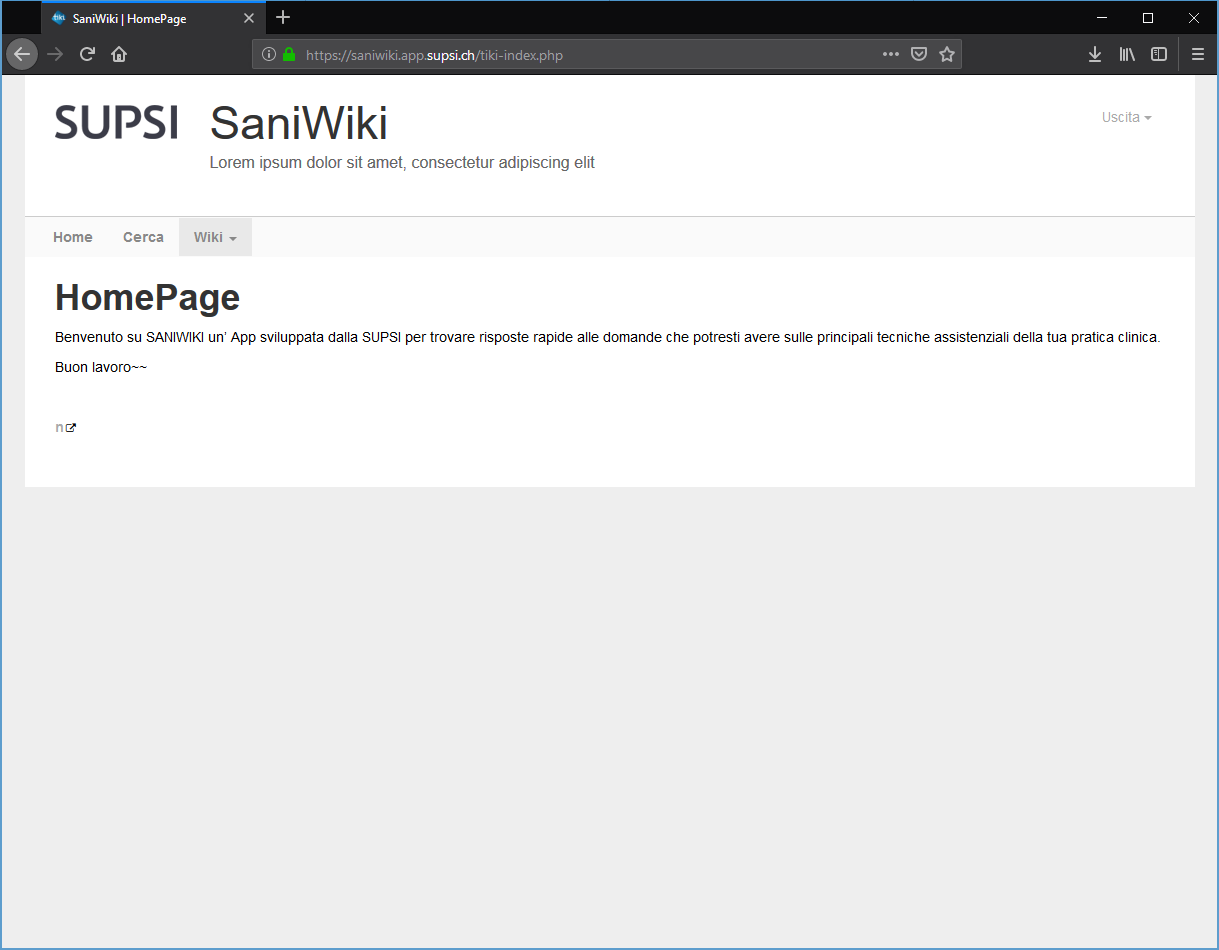 SaniWiki | HomePage
https://saniwiki.app.supsi.ch/tiki-index.php
SUPSI
SaniWiki
Uscita
Lorem ipsum dolor sit amet, consectetur adipiscing elit
Home Cerca Wiki
HomePage
Benvenuto su SANIWIKI un’ App sviluppata dalla SUPSI per trovare risposte rapide alle domande che potresti avere sulle principali tecniche assistenziali della tua pratica clinica.
Buon lavoro~~
n